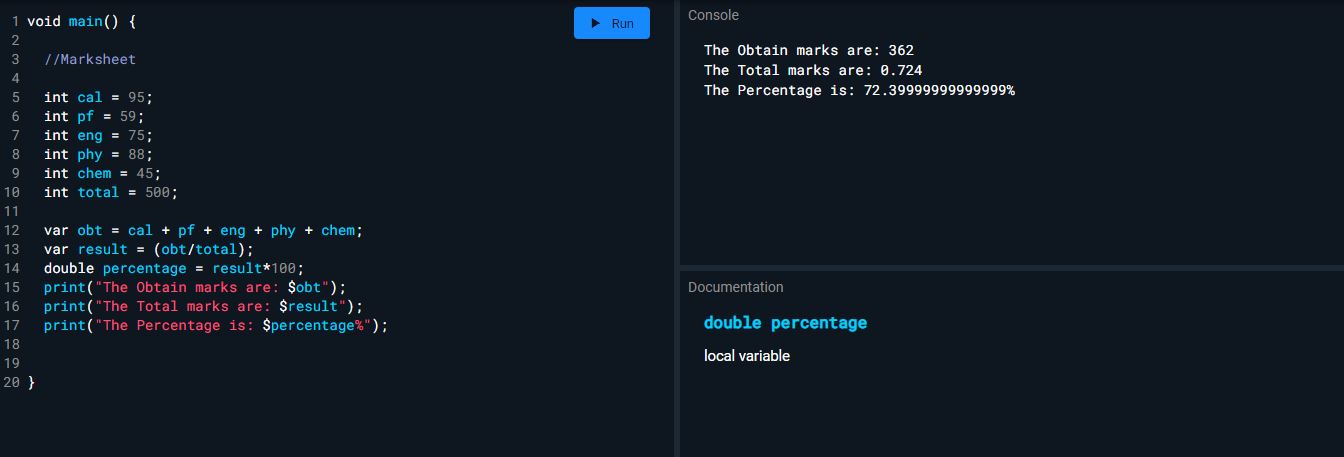 1 void main() {
2
3   //Marksheet
4
5   int cal = 95;
6   int pf = 59;
7   int eng = 75;
8   int phy = 88;
9   int chem = 45;
10   int total = 500;
11
12   var obt = cal + pf + eng + phy + chem;
13   var result = (obt/total);
14   double percentage = result*100;
15   print("The Obtain marks are: $obt");
16   print("The Total marks are: $result");
17   print("The Percentage is: $percentage%");
18
19
20 }
Run
Console
The Obtain marks are: 362
The Total marks are: 0.724
The Percentage is: 72.39999999999999%
Documentation
double percentage
local variable